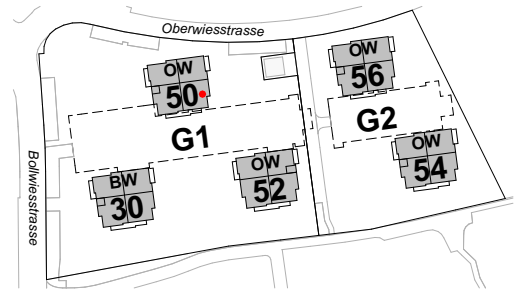 Oberwiesstrasse
OW
56
OW
50
G1
G2
OW
54
OW
52
BW
30
Bollwiesstrasse